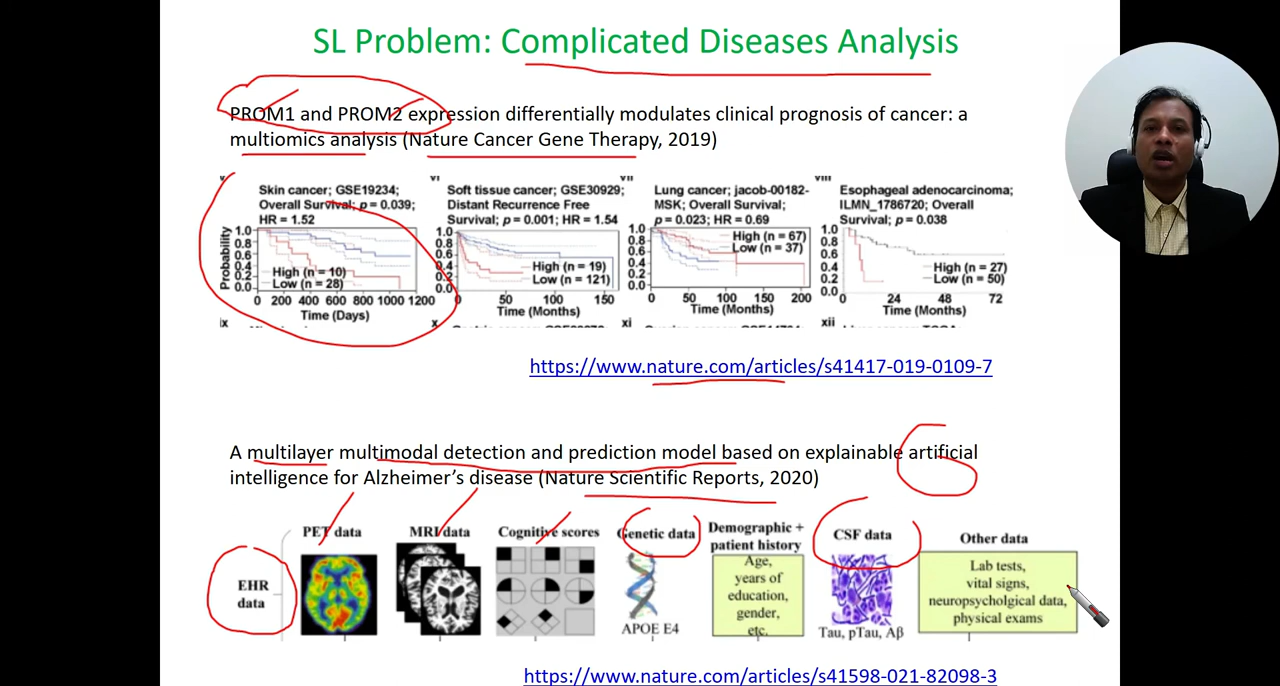 SL Problem: Complicated Diseases Analysis
PROM1 and PROM2 expression differentially modulates clinical prognosis of cancer: a
multiomics analysis (Nature Cancer Gene Therapy, 2019)
vi
vii
viii
Skin cancer; GSE19234;
Overall Survival; p = 0.039;
HR = 1.52
Probability
1.0
0.8
0.6
0.4
0.2
0.0
High (n = 10)
Low (n = 28)
0 200 400 600 800 1000 1200
Time (Days)
Soft tissue cancer; GSE30929;
Distant Recurrence Free
Survival; p = 0.001; HR = 1.54
1.0
0.8
0.6
0.4
0.2
0.0
High (n = 19)
Low (n = 121)
0 50 100 150
Time (Months)
Lung cancer; jacob-00182-
MSK; Overall Survival;
p = 0.023; HR = 0.69
1.0
0.8
0.6
0.4
0.2
0.0
High (n = 67)
Low (n = 37)
0 50 100 150 200
Time (Months)
Esophageal adenocarcinoma;
ILMN_1786720; Overall
Survival; p = 0.038
1.0
0.8
0.6
0.4
0.2
0.0
High (n = 27)
Low (n = 50)
0 24 48 72
Time (Months)
ix
x
xi
xii
https://www.nature.com/articles/s41417-019-0109-7
A multilayer multimodal detection and prediction model based on explainable artificial
intelligence for Alzheimer's disease (Nature Scientific Reports, 2020)
EHR
data
PET data
MRI data
Cognitive scores
Genetic data
APOE E4
Demographic +
patient history
Age,
years of
education,
gender,
etc.
CSF data
Tau, pTau, Aβ
Other data
Lab tests,
vital signs,
neuropsycholgical data,
physical exams
https://www.nature.com/articles/s41598-021-82098-3